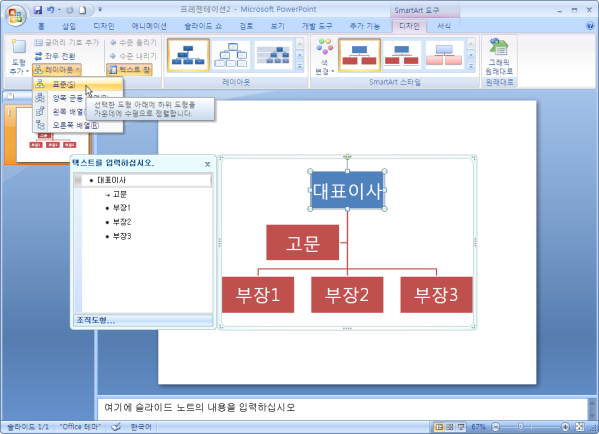 프레젠테이션2 - Microsoft PowerPoint
SmartArt 도구
홈 삽입 디자인 애니메이션 슬라이드 쇼 검토 보기 개발 도구 추가 기능 디자인 서식
도형 추가
글머리 기호 추가
좌우 전환
레이아웃
수준 올리기
수준 내리기
텍스트 창
레이아웃
색 변경
SmartArt 스타일
그래픽 원래대로
원래대로
표준(S)
양쪽 균등
왼쪽 배열
오른쪽 배열(R)
선택한 도형 아래에 하위 도형을
가운데에 수평으로 정렬합니다.
텍스트를 입력하십시오.
대표이사
고문
부장1
부장2
부장3
조직도형...
대표이사
고문
부장1 부장2 부장3
여기에 슬라이드 노트의 내용을 입력하십시오
슬라이드 1/1 "Office 테마" 한국어 67%